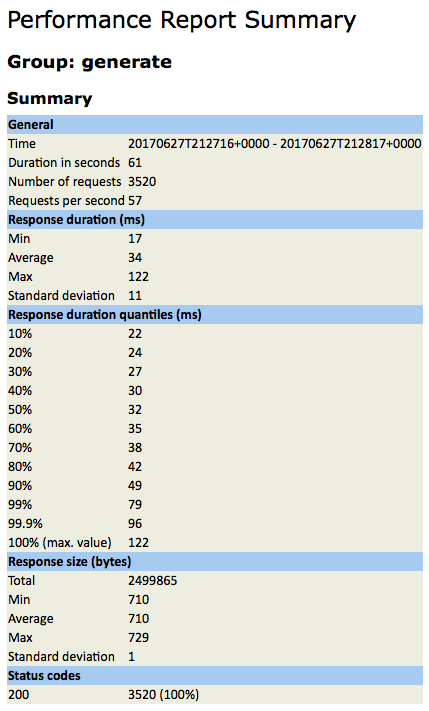 Performance Report Summary
Group: generate
Summary
General
Time 20170627T212716+0000 - 20170627T212817+0000
Duration in seconds 61
Number of requests 3520
Requests per second 57
Response duration (ms)
Min 17
Average 34
Max 122
Standard deviation 11
Response duration quantiles (ms)
10% 22
20% 24
30% 27
40% 30
50% 32
60% 35
70% 38
80% 42
90% 49
99% 79
99.9% 96
100% (max. value) 122
Response size (bytes)
Total 2499865
Min 710
Average 710
Max 729
Standard deviation 1
Status codes
200 3520 (100%)